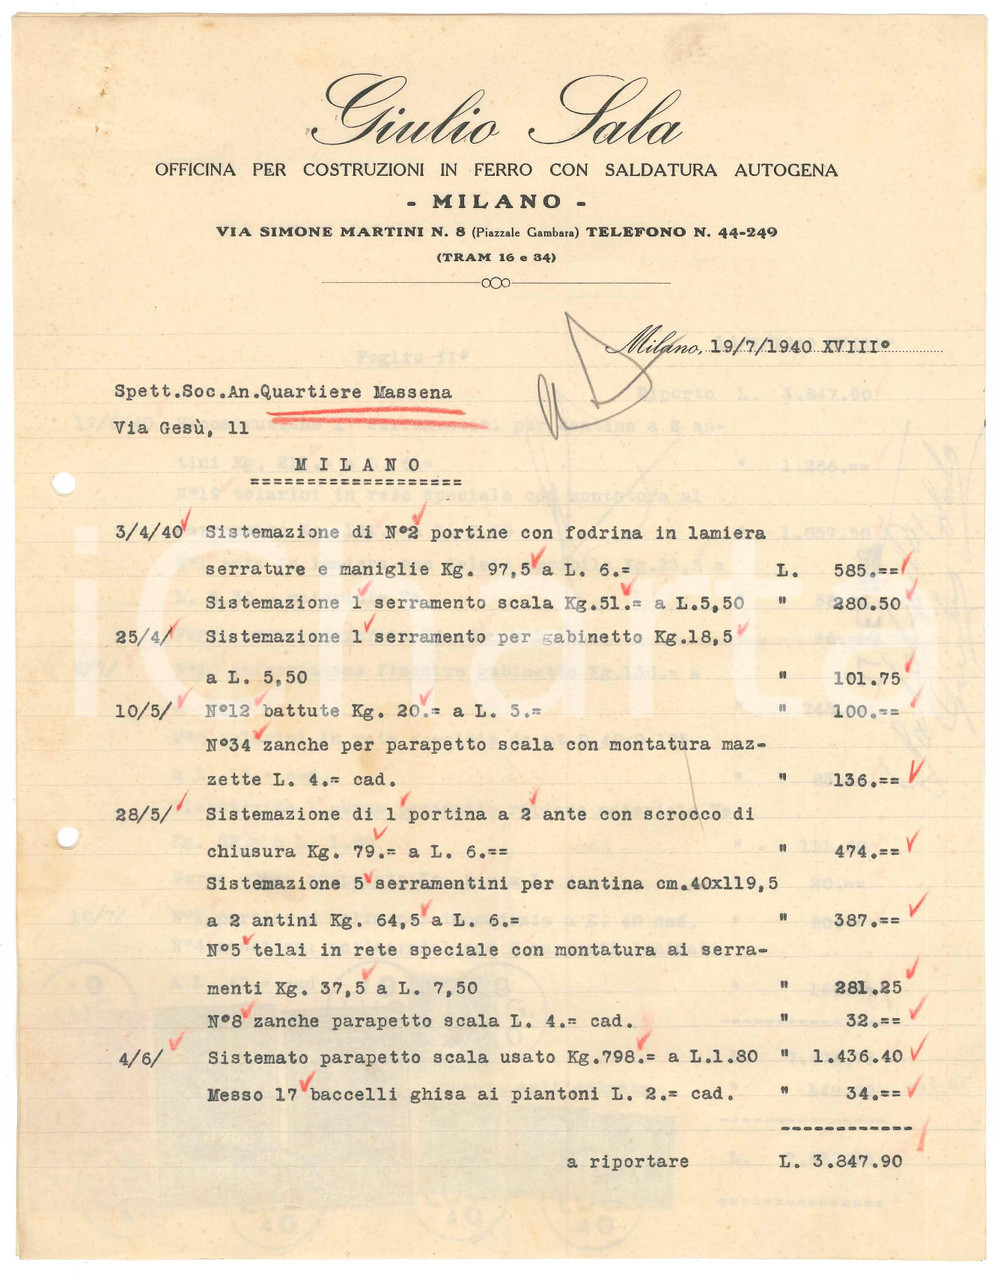 Giulio Sala
OFFICINA PER COSTRUZIONI IN FERRO CON SALDATURA AUTOGENA
- MILANO -
VIA SIMONE MARTINI N. 8 (Piazzale Gambara) TELEFONO N. 44-249
(TRAM 16 e 34)
Milano, 19/7/1940 XVIII°
Spett.Soc.An.Quartiere Massena
Via Gesù, 11
MILANO
===================
3/4/40 Sistemazione di N°2 portine con fodrina in lamiera
serrature e maniglie Kg. 97,5 a L. 6.= L. 585.==
Sistemazione 1 serramento scala Kg.51.= a L.5,50 " 280.50
25/4/ Sistemazione 1 serramento per gabinetto Kg.18,5
a L. 5,50 " 101.75
10/5/ N°12 battute Kg. 20.= a L. 5.= " 100.==
N°34 zanche per parapetto scala con montatura maz-
zette L. 4.= cad. " 136.==
28/5/ Sistemazione di 1 portina a 2 ante con scrocco di
chiusura Kg. 79.= a L. 6.== " 474.==
Sistemazione 5 serramentini per cantina cm.40x119,5
a 2 antini Kg. 64,5 a L. 6.= " 387.==
N°5 telai in rete speciale con montatura ai serra-
menti Kg. 37,5 a L. 7,50 " 281.25
N°8 zanche parapetto scala L. 4.= cad. " 32.==
4/6/ Sistemato parapetto scala usato Kg.798.= a L.1.80 " 1.436.40
Messo 17 baccelli ghisa ai piantoni L. 2.= cad. " 34.==
------------
a riportare L. 3.847.90
iCharta